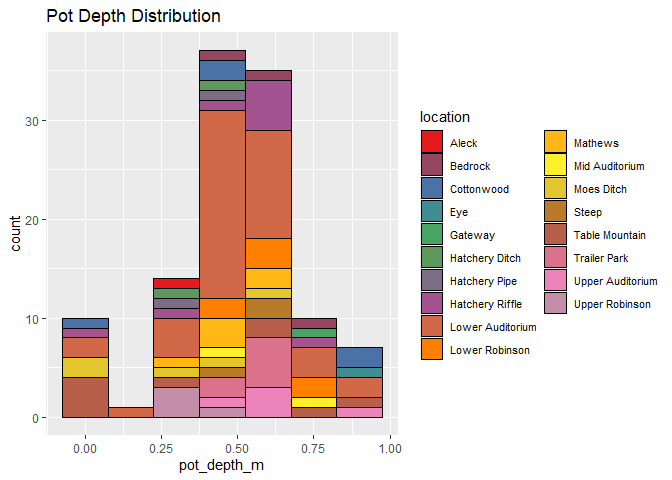 Pot Depth Distribution
count
30
20
10
0
0.00 0.25 0.50 0.75 1.00
pot_depth_m
location
Aleck
Bedrock
Cottonwood
Eye
Gateway
Hatchery Ditch
Hatchery Pipe
Hatchery Riffle
Lower Auditorium
Lower Robinson
Mathews
Mid Auditorium
Moes Ditch
Steep
Table Mountain
Trailer Park
Upper Auditorium
Upper Robinson